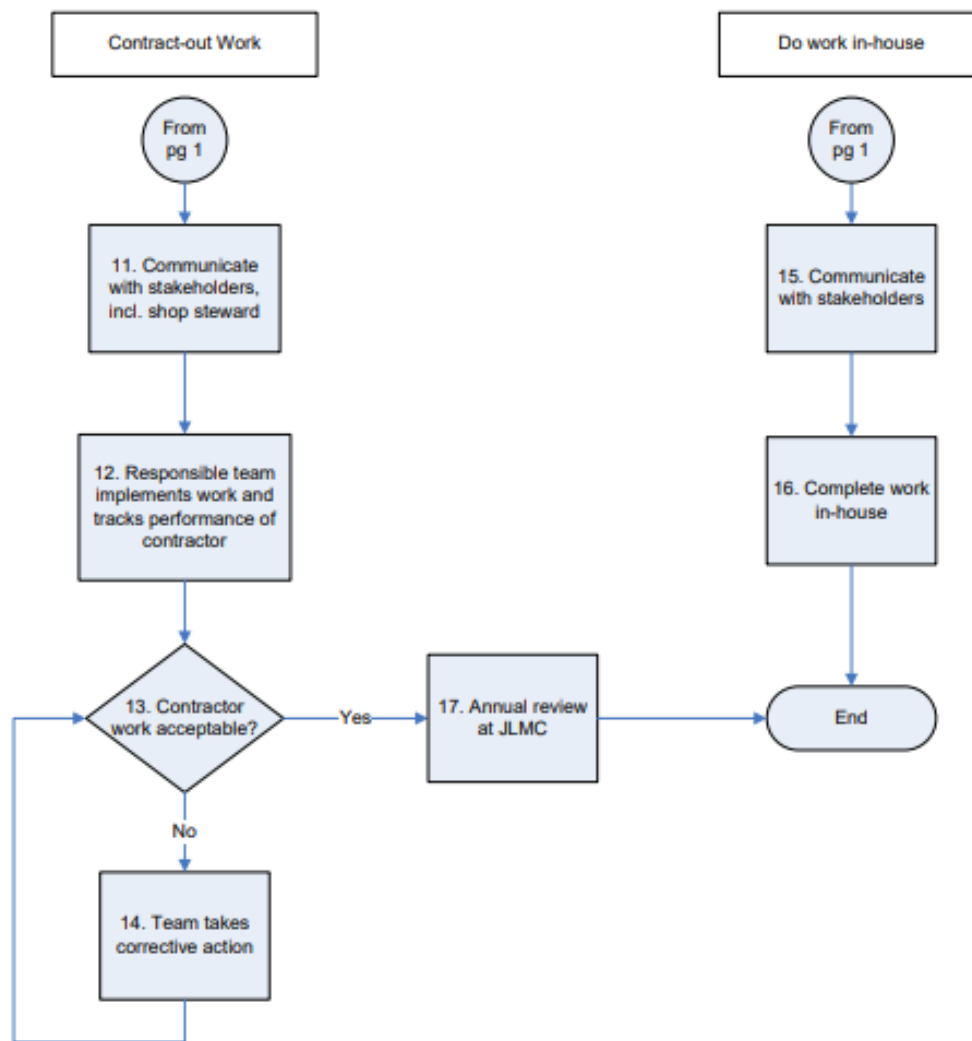 Contract-out Work
Do work in-house
From
pg 1
From
pg 1
11. Communicate
with stakeholders,
incl. shop steward
15. Communicate
with stakeholders
12. Responsible team
implements work and
tracks performance of
contractor
16. Complete work
in-house
13. Contractor
work acceptable?
Yes
17. Annual review
at JLMC
End
No
14. Team takes
corrective action